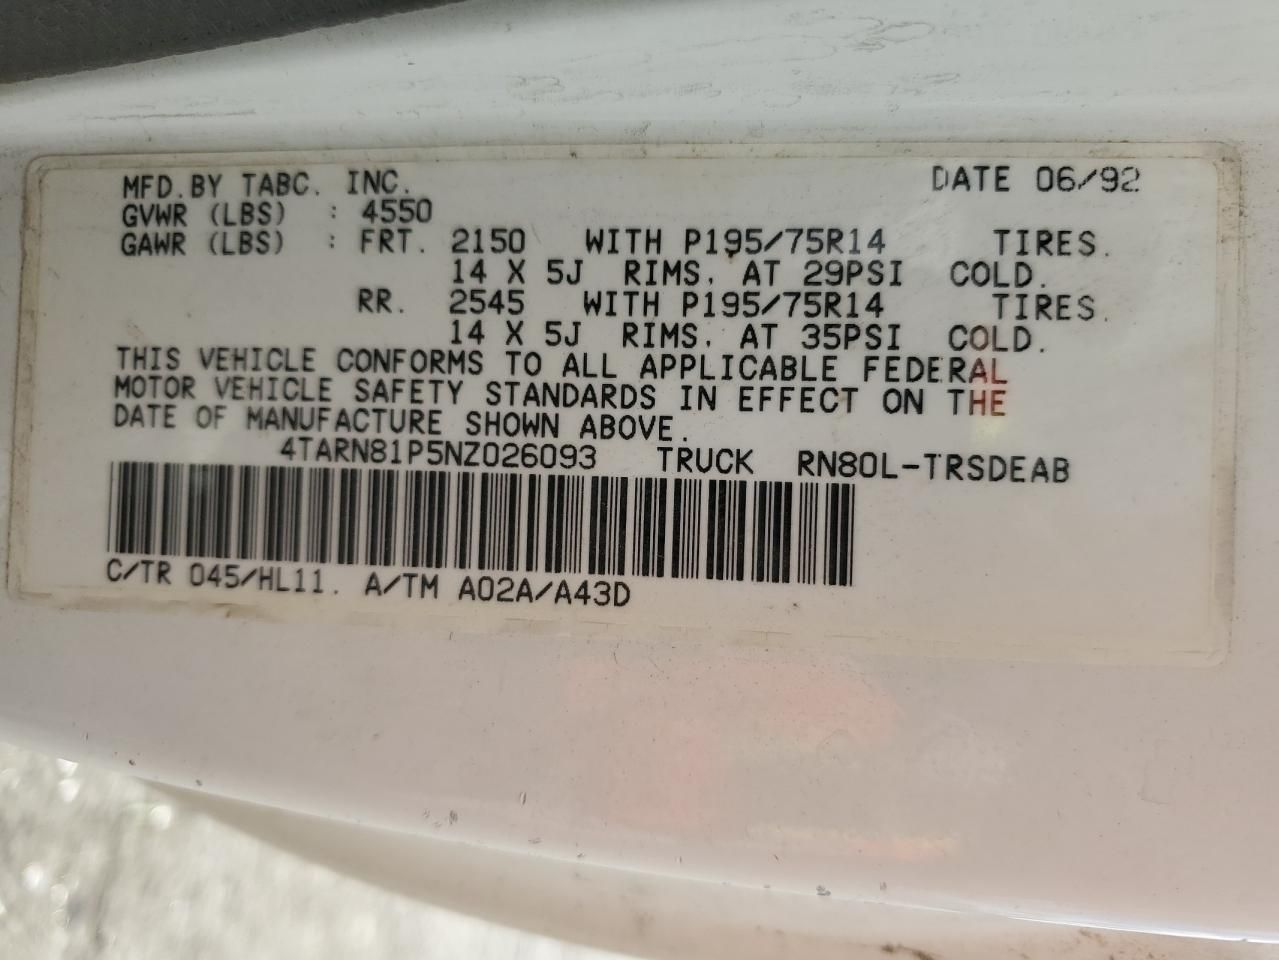 MFD. BY TABC. INC. DATE 06/92
GVWR (LBS) : 4550
GAWR (LBS) : FRT. 2150 WITH P195/75R14 TIRES.
14 X 5J RIMS, AT 29PSI COLD.
RR. 2545 WITH P195/75R14 TIRES.
14 X 5J RIMS, AT 35PSI COLD.
THIS VEHICLE CONFORMS TO ALL APPLICABLE FEDERAL
MOTOR VEHICLE SAFETY STANDARDS IN EFFECT ON THE
DATE OF MANUFACTURE SHOWN ABOVE.
4TARN81P5NZ026093 TRUCK RN80L-TRSDEAB
C/TR 045/HL11. A/TM A02A/A43D